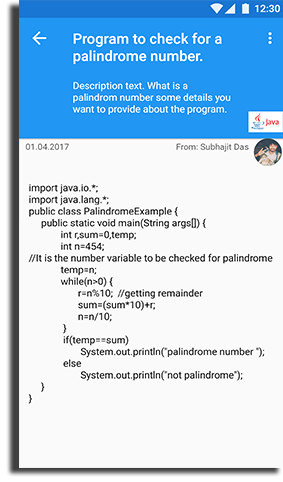 12:30
Program to check for a
palindrome number.
Description text. What is a
palindrom number some details you
want to provide about the program.
Java
01.04.2017
From: Subhajit Das
import java.io.*;
import java.lang.*;
public class PalindromeExample {
public static void main(String args[]) {
int r,sum=0,temp;
int n=454;
//It is the number variable to be checked for palindrome
temp=n;
while(n>0) {
r=n%10; //getting remainder
sum=(sum*10)+r;
n=n/10;
}
if(temp==sum)
System.out.println("palindrome number ");
else
System.out.println("not palindrome");
}
}